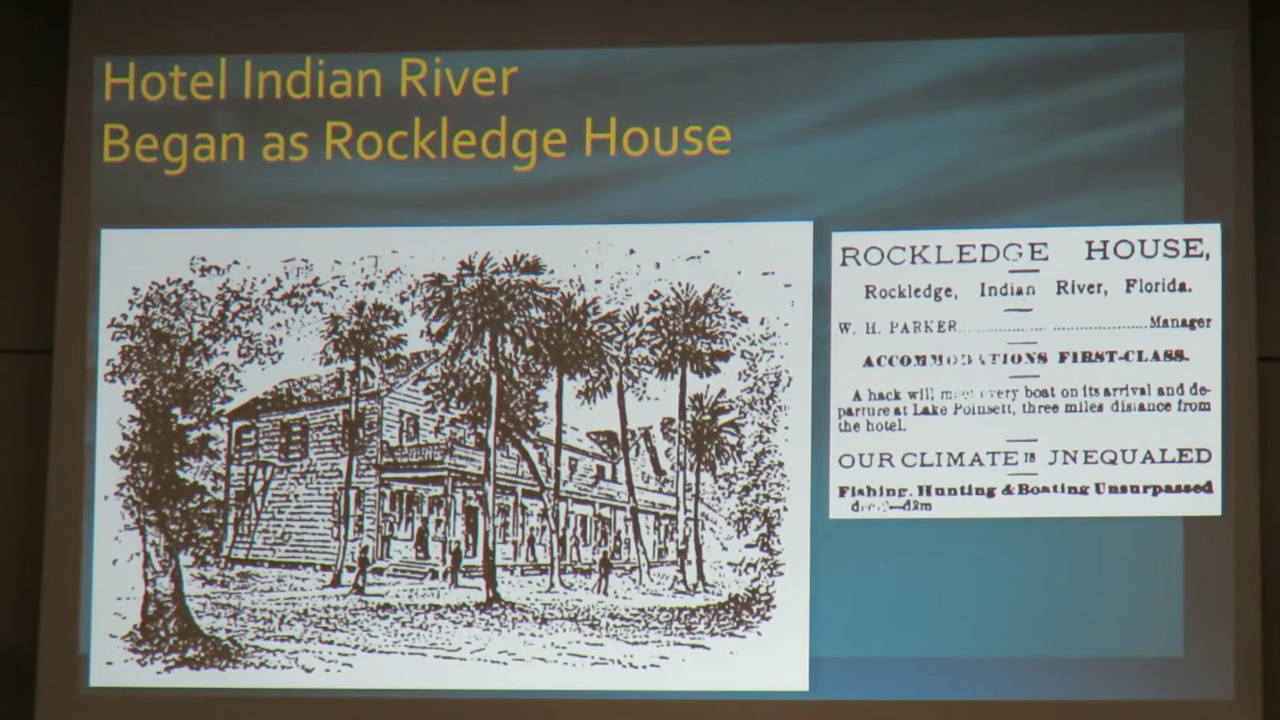 Hotel Indian River
Began as Rockledge House
ROCKLEDGE HOUSE,
Rockledge, Indian River, Florida.
W. H. PARKER.......................................Manager
ACCOMMODATIONS FIRST-CLASS.
A hack will meet every boat on its arrival and de-
parture at Lake Poinsett, three miles distance from
the hotel.
OUR CLIMATE IS UNEQUALED
Fishing, Hunting & Boating Unsurpassed
d2m